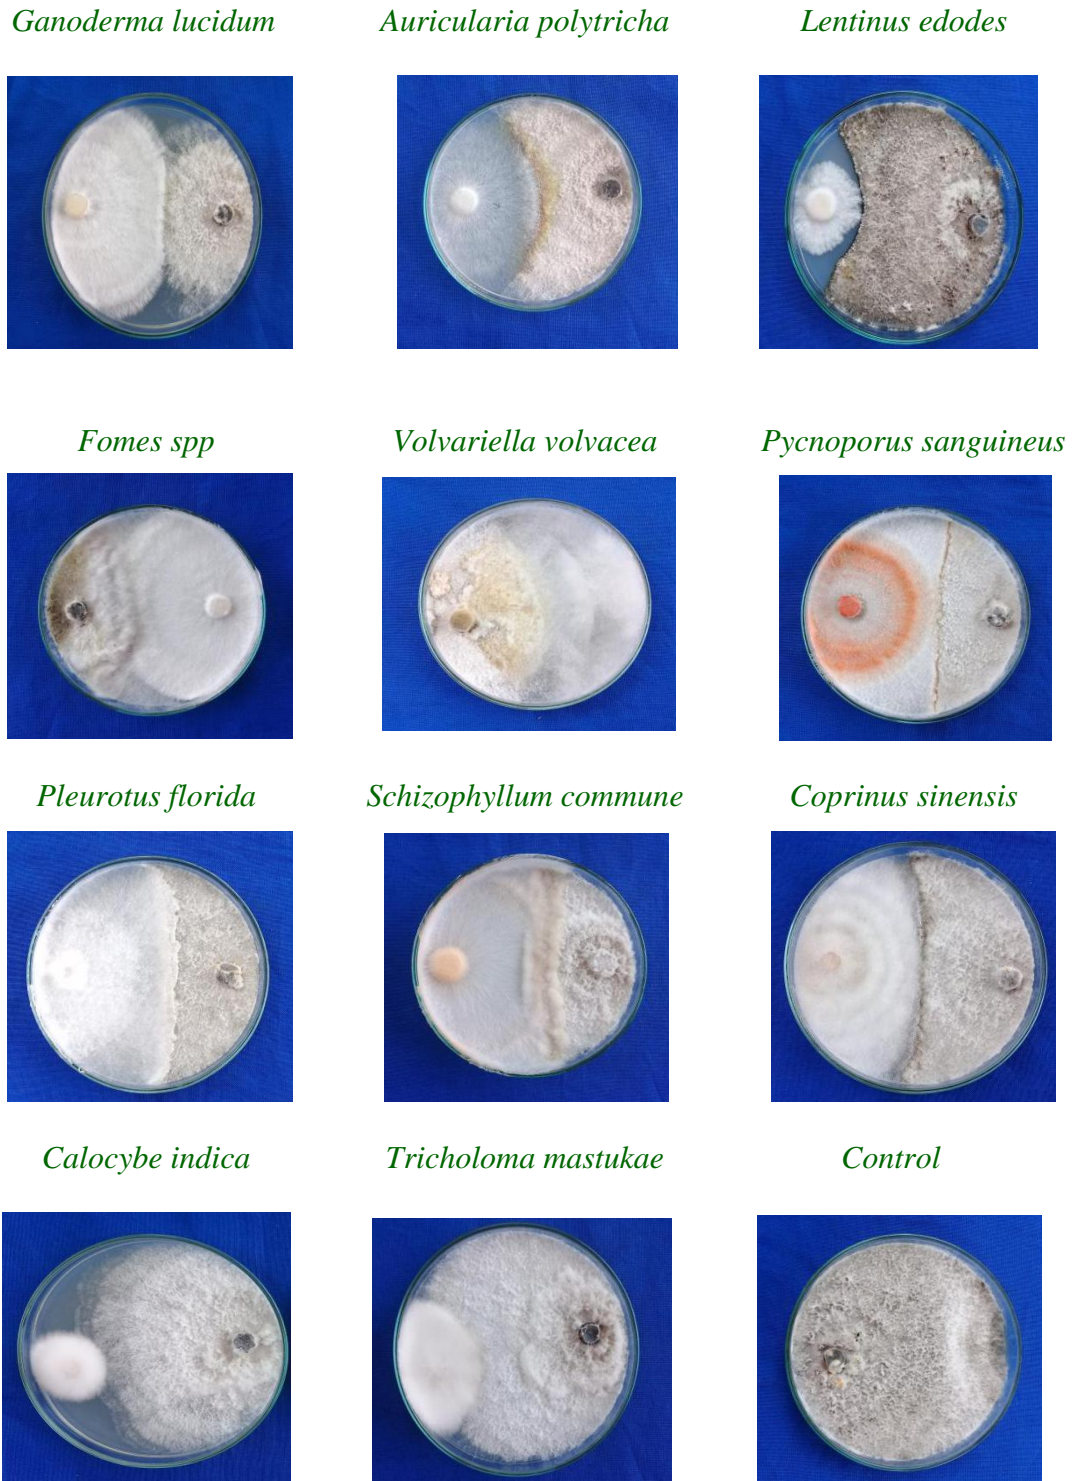 Ganoderma lucidum
Auricularia polytricha
Lentinus edodes
Fomes spp
Volvariella volvacea
Pycnoporus sanguineus
Pleurotus florida
Schizophyllum commune
Coprinus sinensis
Calocybe indica
Tricholoma mastukae
Control